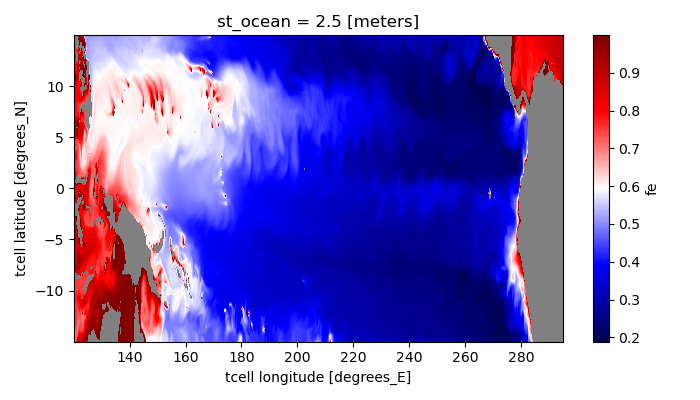 st_ocean = 2.5 [meters]
10
5
0
−5
−10
tcell latitude [degrees_N]
140 160 180 200 220 240 260 280
tcell longitude [degrees_E]
0.9
0.8
0.7
0.6
0.5
0.4
0.3
0.2
fe